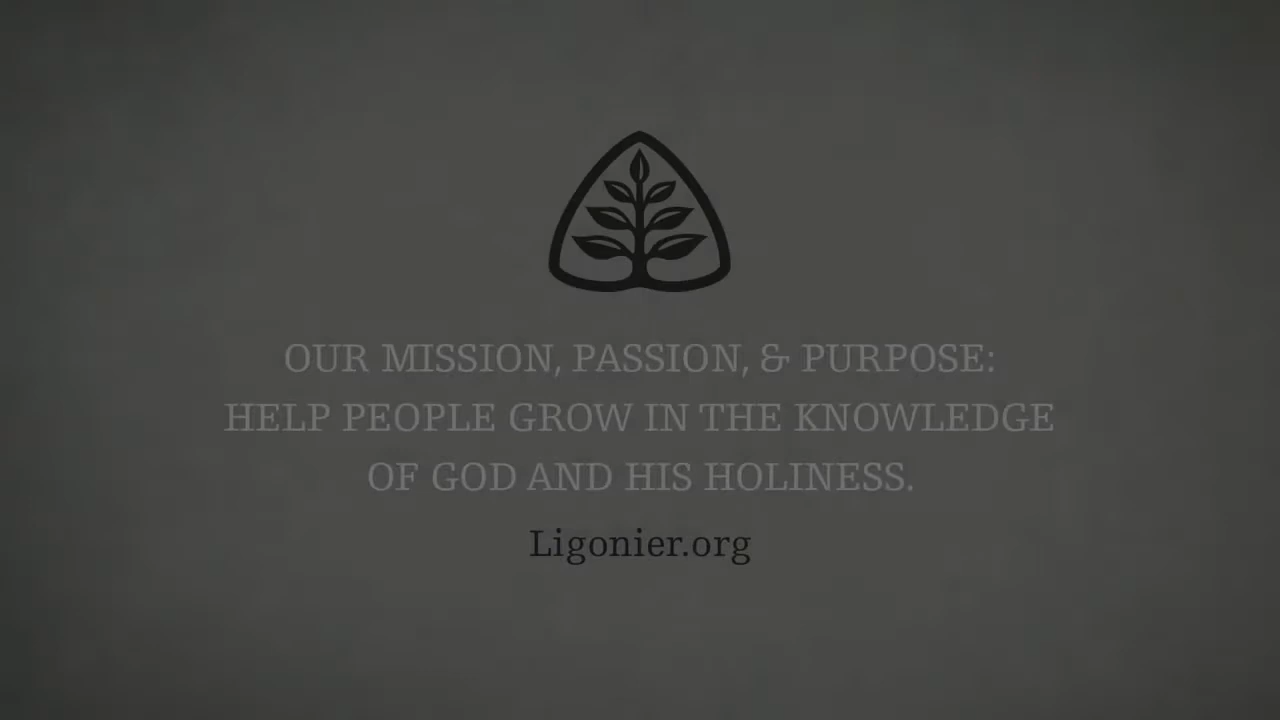 OUR MISSION, PASSION, & PURPOSE:
HELP PEOPLE GROW IN THE KNOWLEDGE
OF GOD AND HIS HOLINESS.
Ligonier.org